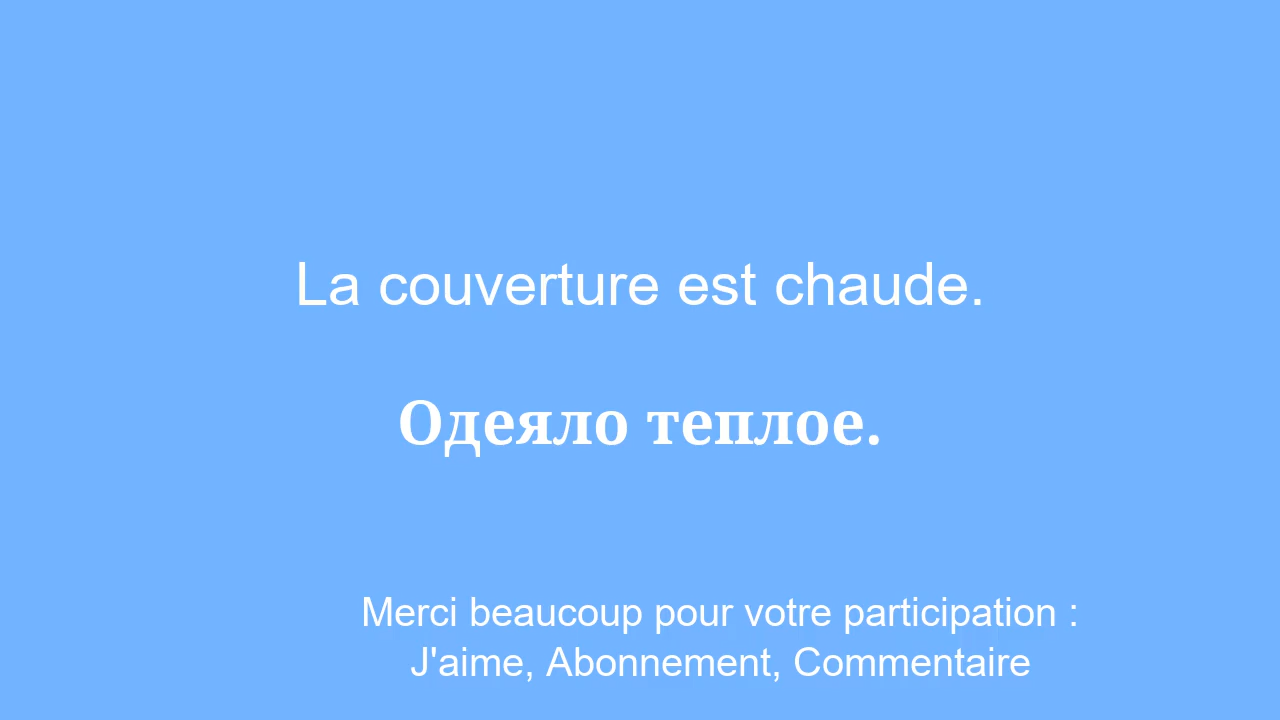 La couverture est chaude.
Одеяло теплое.
Merci beaucoup pour votre participation :
J'aime, Abonnement, Commentaire